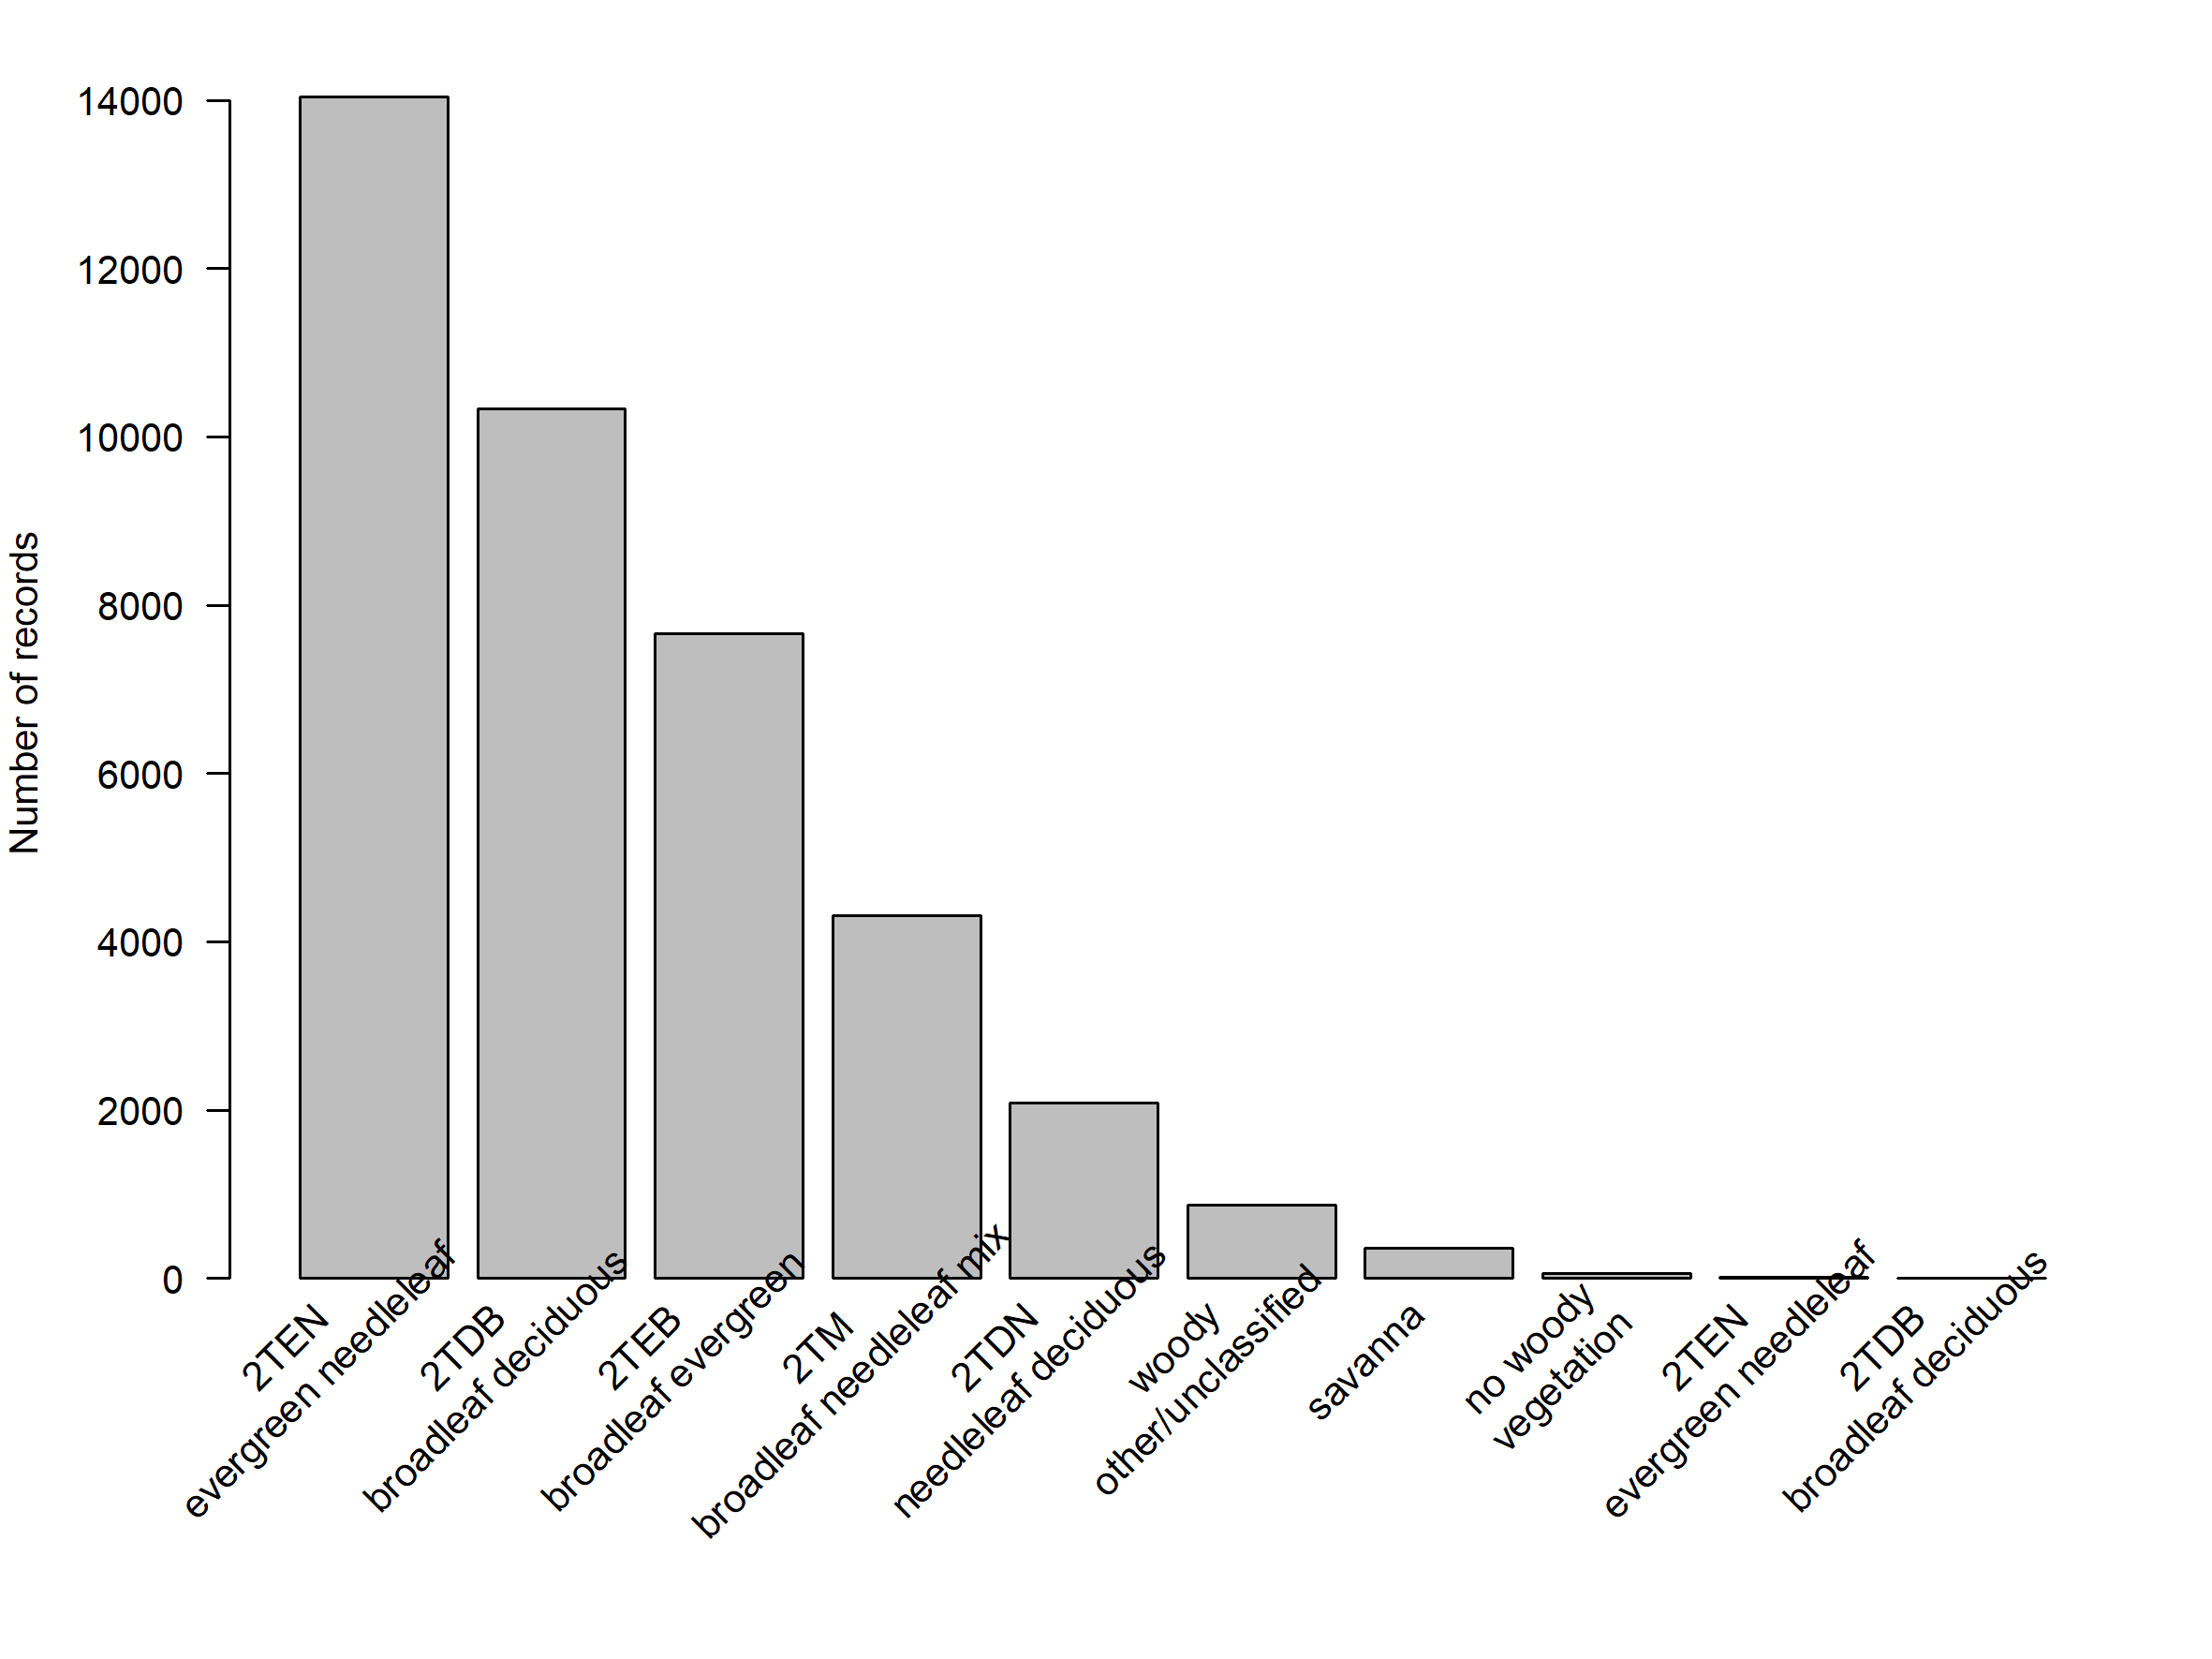 Number of records
14000
12000
10000
8000
6000
4000
2000
0
2TEN
evergreen needleleaf
2TDB
broadleaf deciduous
2TEB
broadleaf evergreen
2TM
broadleaf needleleaf mix
2TDN
needleleaf deciduous
woody
other/unclassified
savanna
no woody
vegetation
2TEN
evergreen needleleaf
2TDB
broadleaf deciduous